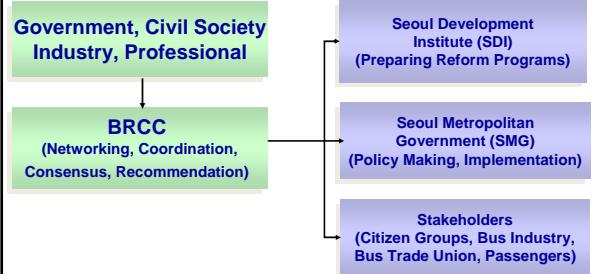 Government, Civil Society
Industry, Professional
BRCC
(Networking, Coordination,
Consensus, Recommendation)
Seoul Development
Institute (SDI)
(Preparing Reform Programs)
Seoul Metropolitan
Government (SMG)
(Policy Making, Implementation)
Stakeholders
(Citizen Groups, Bus Industry,
Bus Trade Union, Passengers)